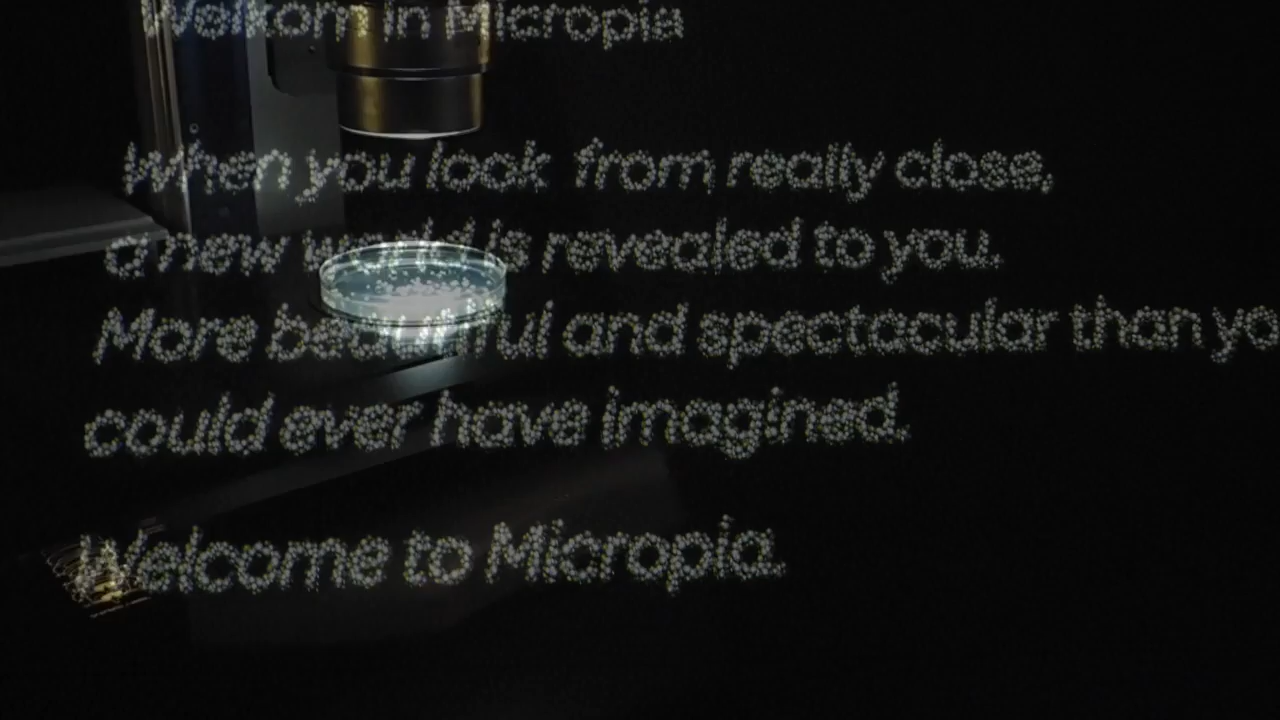 Welkom in Micropia
When you look from really close,
a new world is revealed to you.
More beautiful and spectacular than yo
could ever have imagined.
Welcome to Micropia.